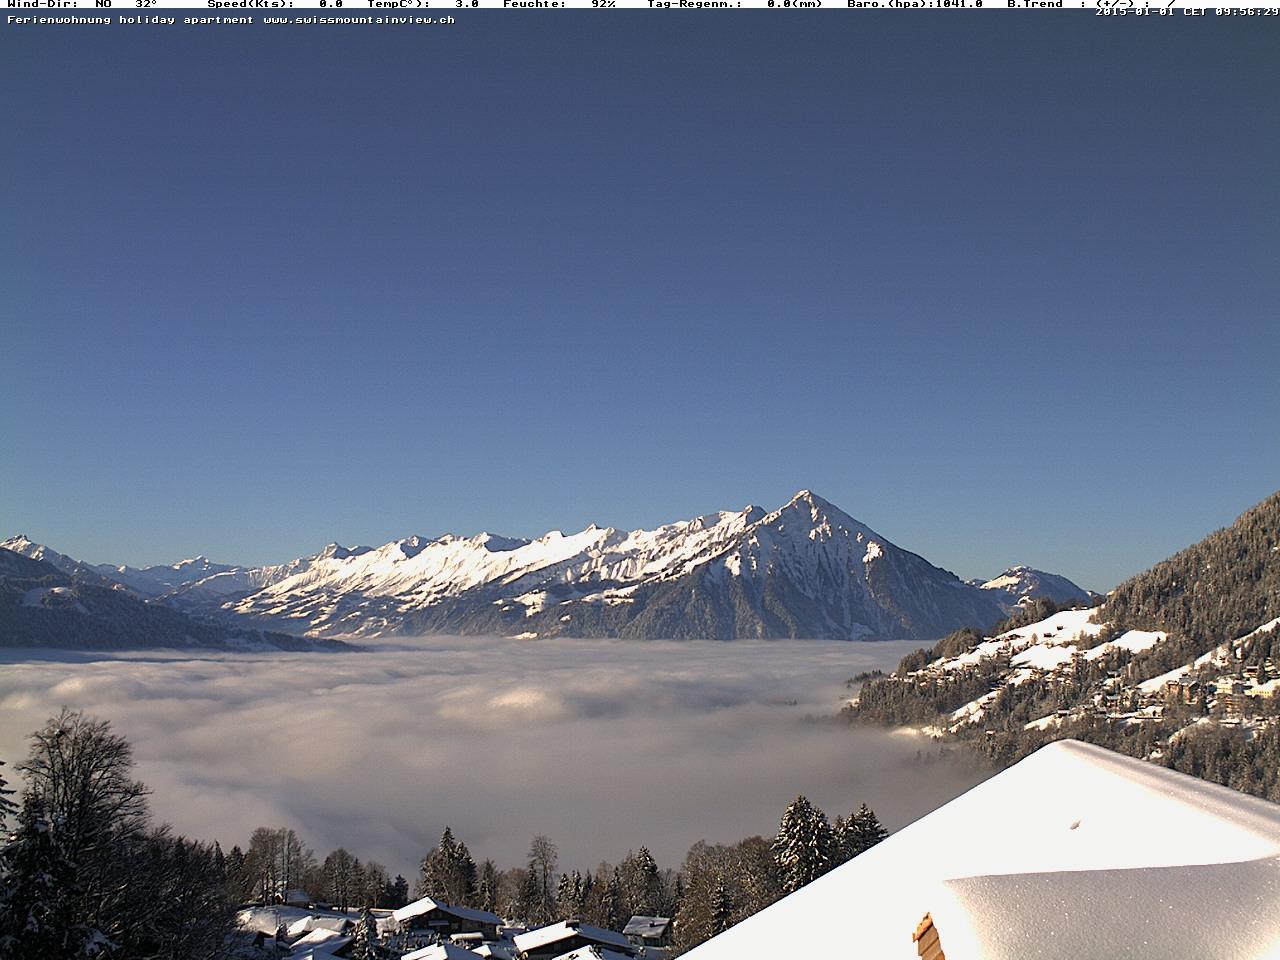 Wind-Dir: NO 32° Speed(Kts): 0.0 TempC°): 3.0 Feuchte: 92% Tag-Regenm.: 0.0(mm) Baro.(hpa):1041.0 B.Trend : (+/-) : /
Ferienwohnung holiday apartment www.swissmountainview.ch
2015-01-01 CET 09:56:29